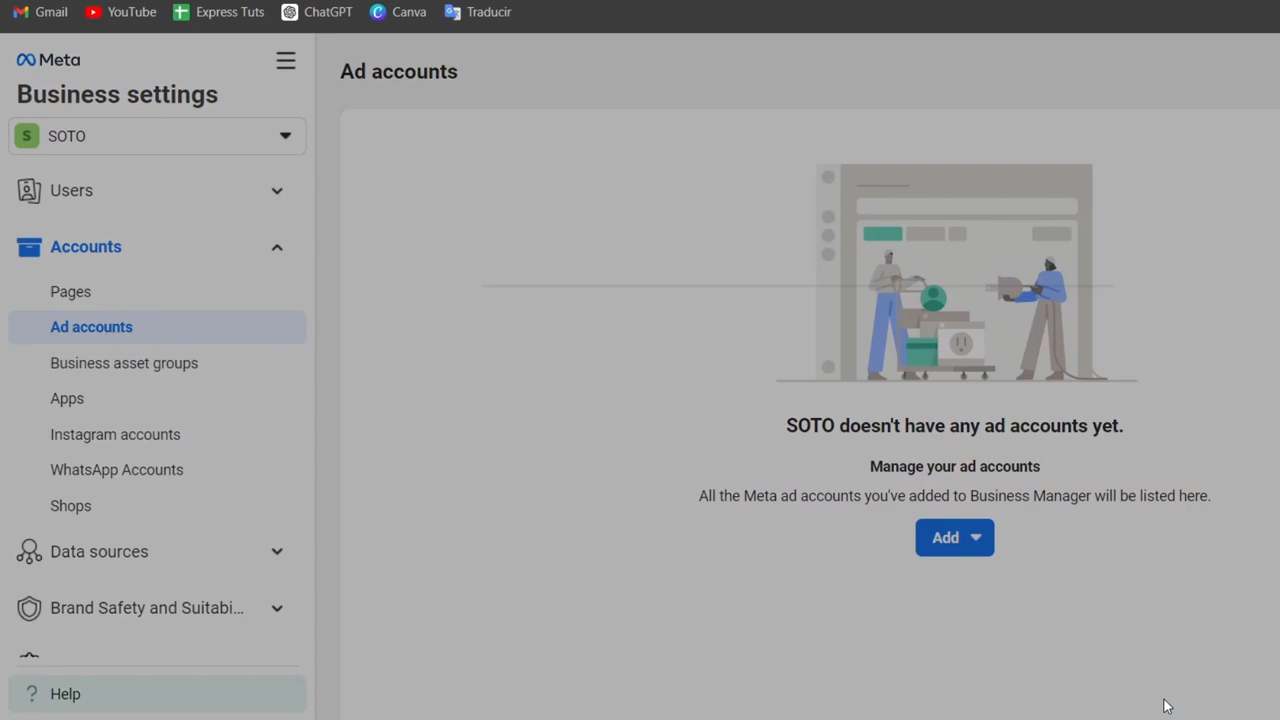 Gmail YouTube Express Tuts ChatGPT Canva Traducir
Meta
Business settings
S SOTO
Users
Accounts
Pages
Ad accounts
Business asset groups
Apps
Instagram accounts
WhatsApp Accounts
Shops
Data sources
Brand Safety and Suitabi...
? Help
Ad accounts
SOTO doesn't have any ad accounts yet.
Manage your ad accounts
All the Meta ad accounts you've added to Business Manager will be listed here.
Add